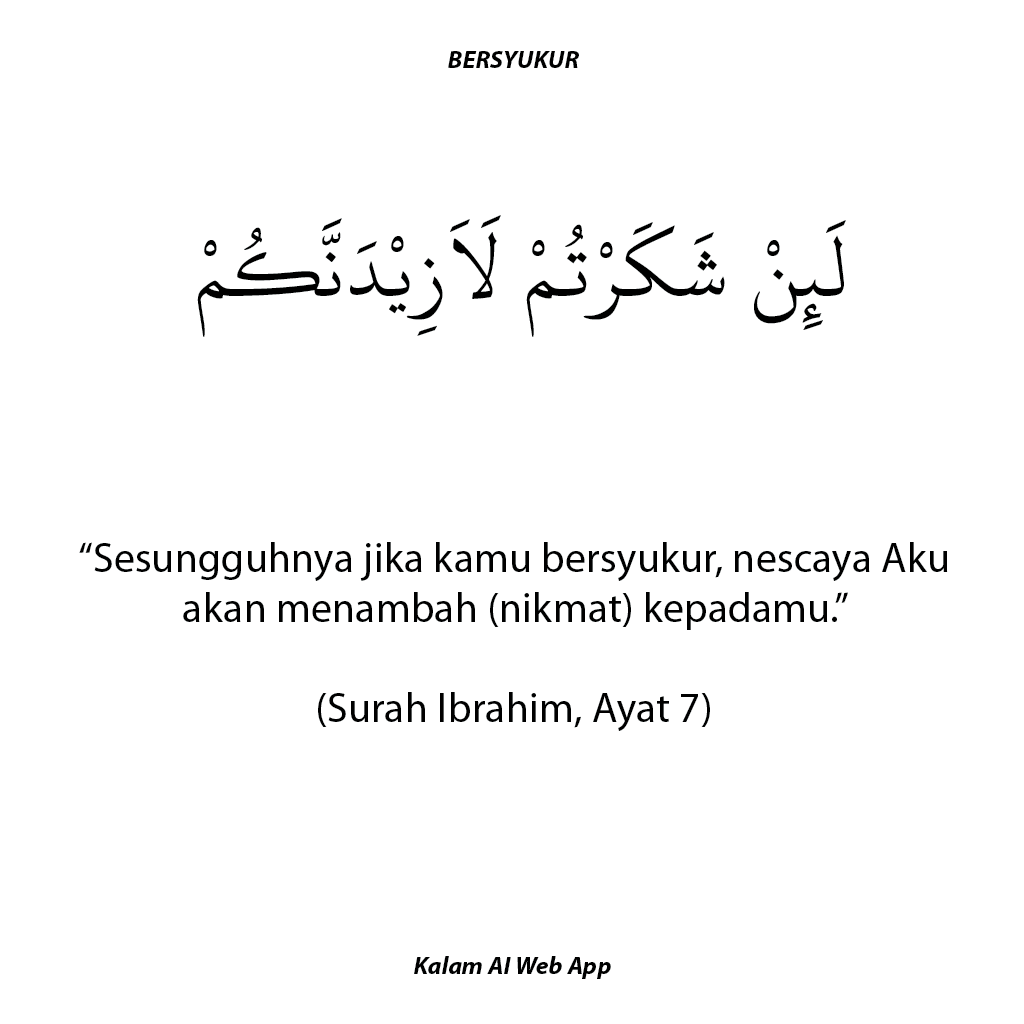 BERSYUKUR
لَىِٕنْ شَكَرْتُمْ لَاَزِيْدَنَّكُمْ
“Sesungguhnya jika kamu bersyukur, nescaya Aku
akan menambah (nikmat) kepadamu.”
(Surah Ibrahim, Ayat 7)
Kalam AI Web App